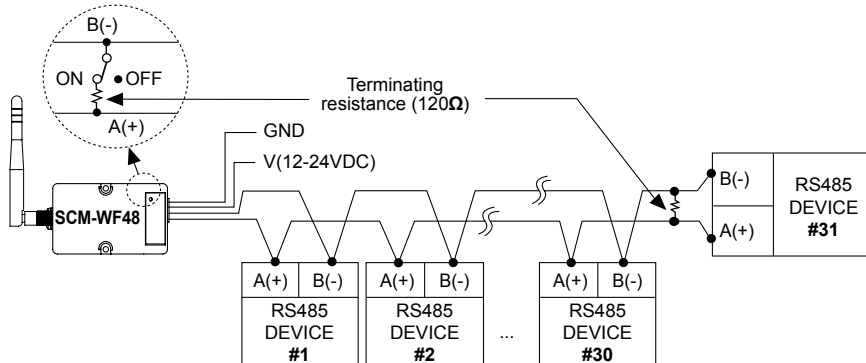 B(-)
ON
OFF
A(+)
Terminating
resistance (120Ω)
GND
V(12-24VDC)
SCM-WF48
B(-)
A(+)
RS485
DEVICE
#31
A(+) B(-)
RS485
DEVICE
#1
A(+) B(-)
RS485
DEVICE
#2
...
A(+) B(-)
RS485
DEVICE
#30